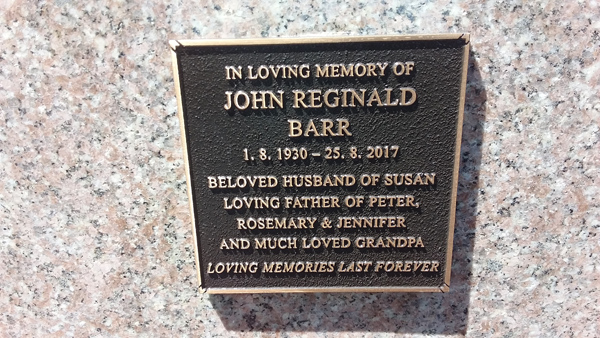 IN LOVING MEMORY OF
JOHN REGINALD
BARR
1. 8. 1930 – 25. 8. 2017
BELOVED HUSBAND OF SUSAN
LOVING FATHER OF PETER,
ROSEMARY & JENNIFER
AND MUCH LOVED GRANDPA
LOVING MEMORIES LAST FOREVER